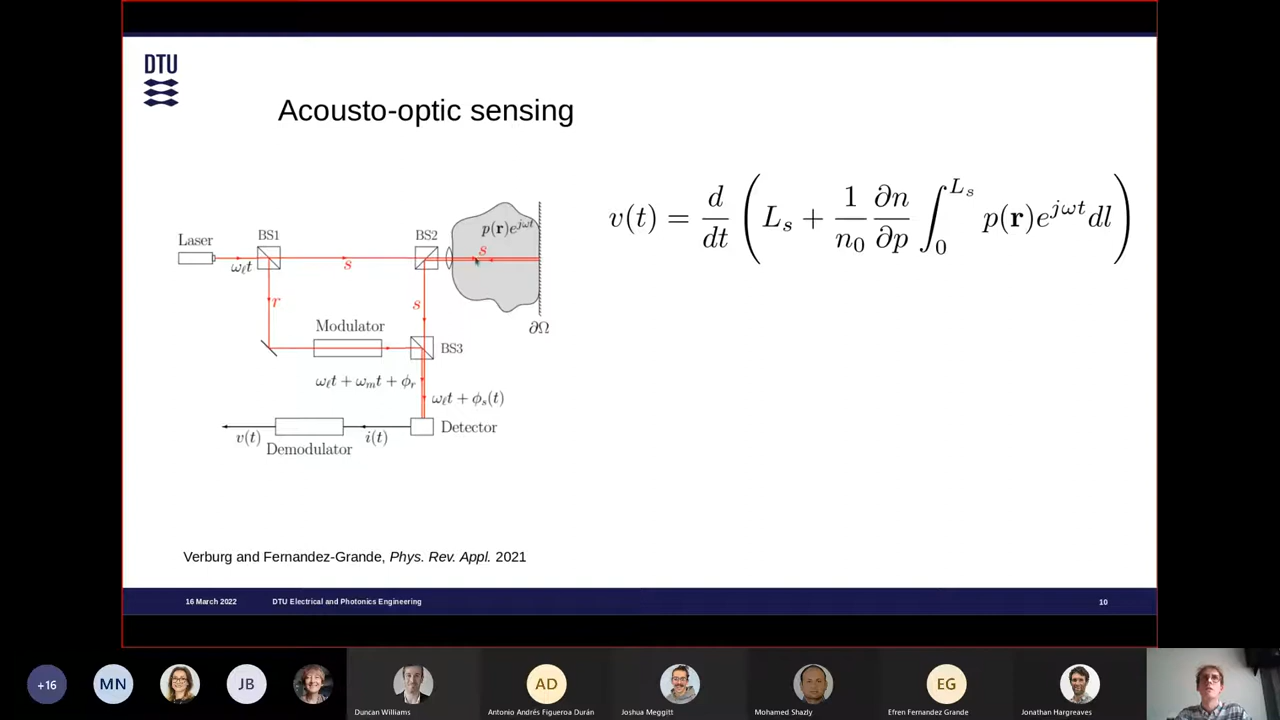 DTU
Acousto-optic sensing
v(t) = d/dt ( L_s + 1/n_0 ∂n/∂p ∫_0^{L_s} p(r)e^{jωt} dl )
p(r)e^{jωt}
Laser
BS1
BS2
s
ω_ℓt
s
r
s
Modulator
∂Ω
BS3
ω_ℓt + ω_mt + ϕ_r
ω_ℓt + ϕ_s(t)
Detector
v(t)
i(t)
Demodulator
Verburg and Fernandez-Grande, Phys. Rev. Appl. 2021
16 March 2022 DTU Electrical and Photonics Engineering 10
+16 MN JB AD EG
Duncan Williams
Antonio Andrés Figueroa Durán
Joshua Meggitt
Mohamed Shazly
Efren Fernandez Grande
Jonathan Hargreaves